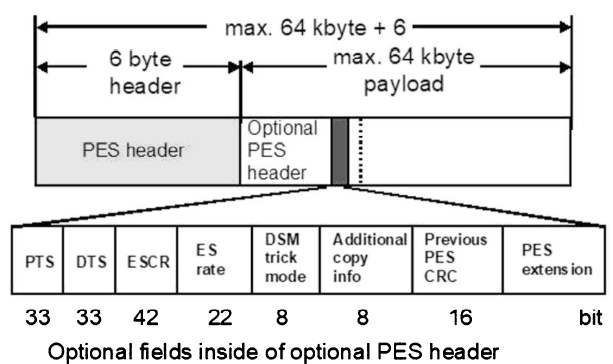 max. 64 kbyte + 6
6 byte
header
max. 64 kbyte
payload
PES header
Optional
PES
header
PTS
DTS
ESCR
ES
rate
DSM
trick
mode
Additional
copy
info
Previous
PES
CRC
PES
extension
33 33 42 22 8 8 16 bit
Optional fields inside of optional PES header